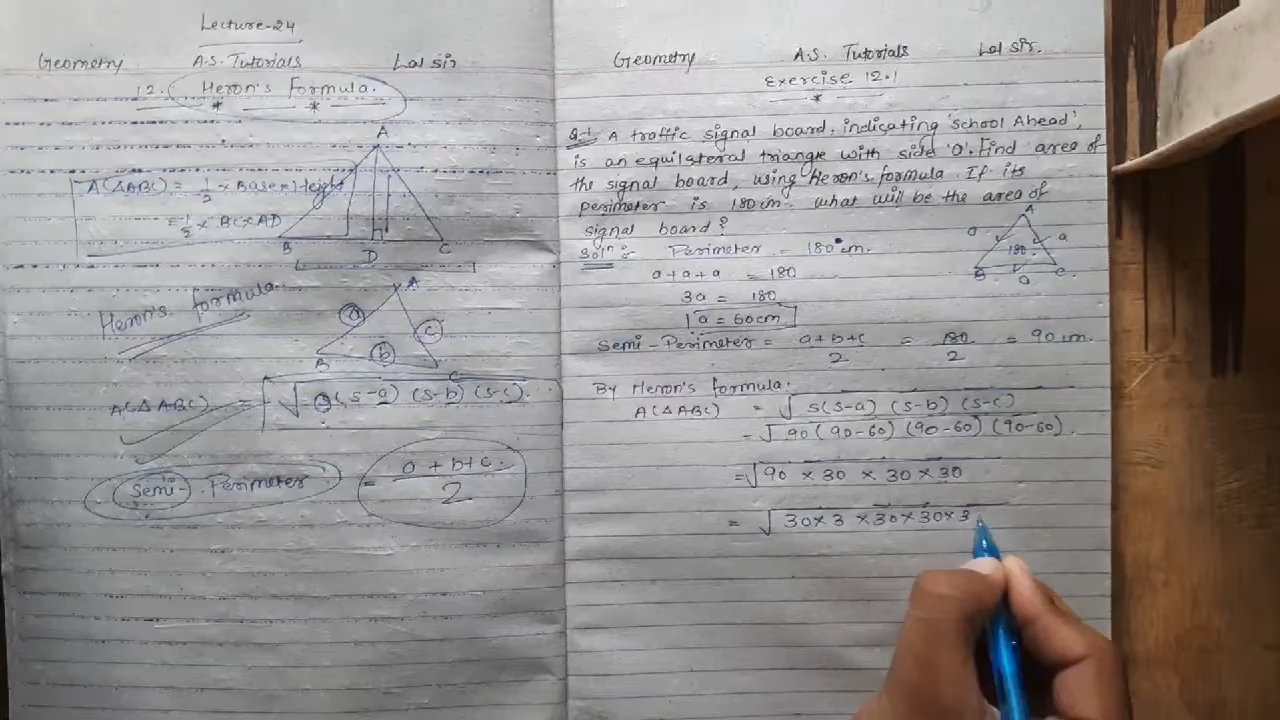 Lecture-24
Geometry A.S. Tutorials Lal sir
12. Heron's Formula.
A
A(ΔABC) = 1/2 × Base × Height
= 1/2 × BC × AD
B D C
Heron's formula
A
a c
B b C
A(ΔABC) = √s(s-a) (s-b) (s-c)
Semi-Perimeter = a+b+c/2
Geometry A.S. Tutorials Lal sir.
Exercise 12.1
Q-1 A traffic signal board, indicating 'School Ahead',
is an equilateral triangle with side 'a'. Find area of
the signal board, using Heron's formula. If its
perimeter is 180 cm. what will be the area of
signal board?
A
a a
180
B a C
Solⁿ: Perimeter = 180 cm.
a+a+a = 180
3a = 180
a = 60cm
Semi-Perimeter = a+b+c/2 = 180/2 = 90 cm.
By Heron's formula.
A(ΔABC) = √s(s-a) (s-b) (s-c)
= √90(90-60) (90-60) (90-60).
= √90 × 30 × 30 × 30
= √30×3 ×30×30×3